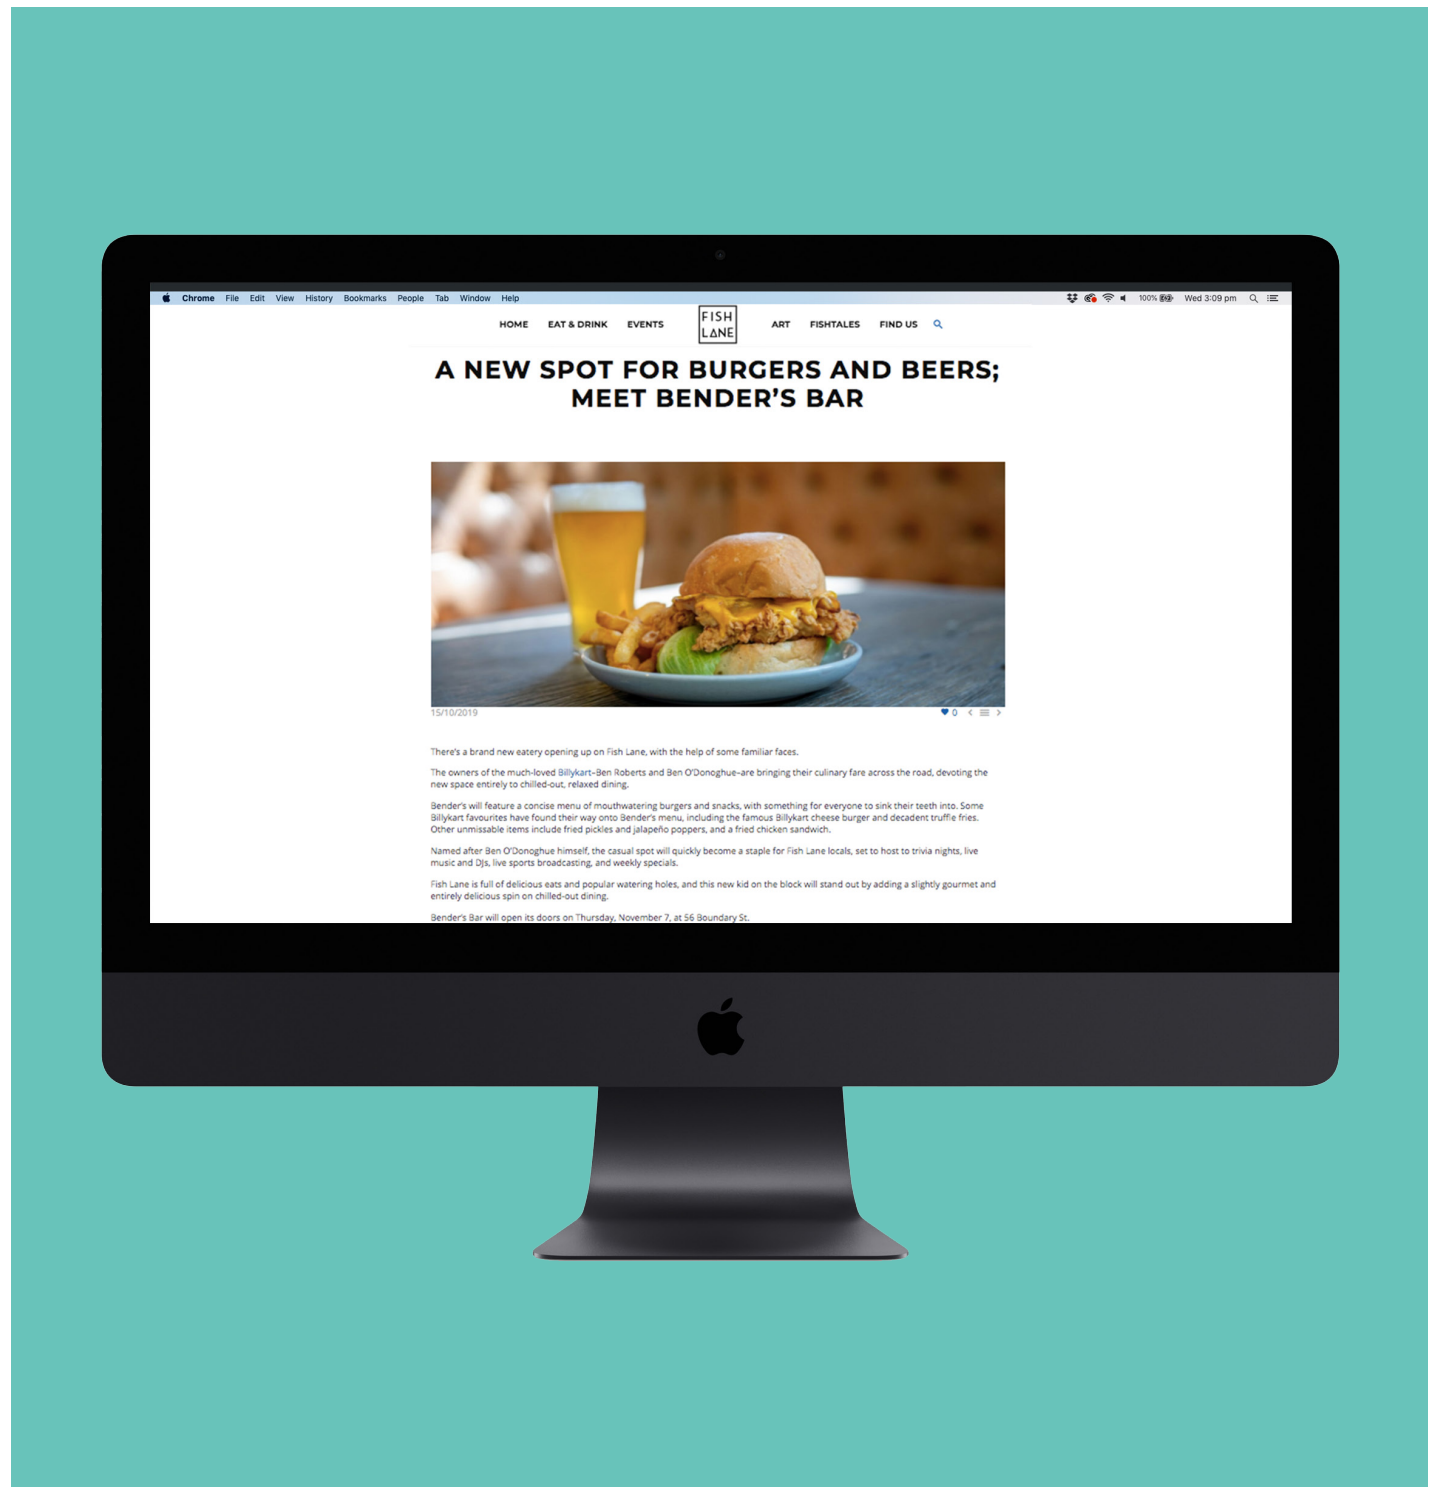 Chrome File Edit View History Bookmarks People Tab Window Help 100% Wed 3:09 pm
HOME EAT & DRINK EVENTS FISH LANE ART FISHTALES FIND US
A NEW SPOT FOR BURGERS AND BEERS;
MEET BENDER'S BAR
15/10/2019 0
There's a brand new eatery opening up on Fish Lane, with the help of some familiar faces.
The owners of the much-loved Billykart–Ben Roberts and Ben O'Donoghue–are bringing their culinary fare across the road, devoting the
new space entirely to chilled-out, relaxed dining.
Bender's will feature a concise menu of mouthwatering burgers and snacks, with something for everyone to sink their teeth into. Some
Billykart favourites have found their way onto Bender's menu, including the famous Billykart cheese burger and decadent truffle fries.
Other unmissable items include fried pickles and jalapeño poppers, and a fried chicken sandwich.
Named after Ben O'Donoghue himself, the casual spot will quickly become a staple for Fish Lane locals, set to host to trivia nights, live
music and DJs, live sports broadcasting, and weekly specials.
Fish Lane is full of delicious eats and popular watering holes, and this new kid on the block will stand out by adding a slightly gourmet and
entirely delicious spin on chilled-out dining.
Bender's Bar will open its doors on Thursday, November 7, at 56 Boundary St.